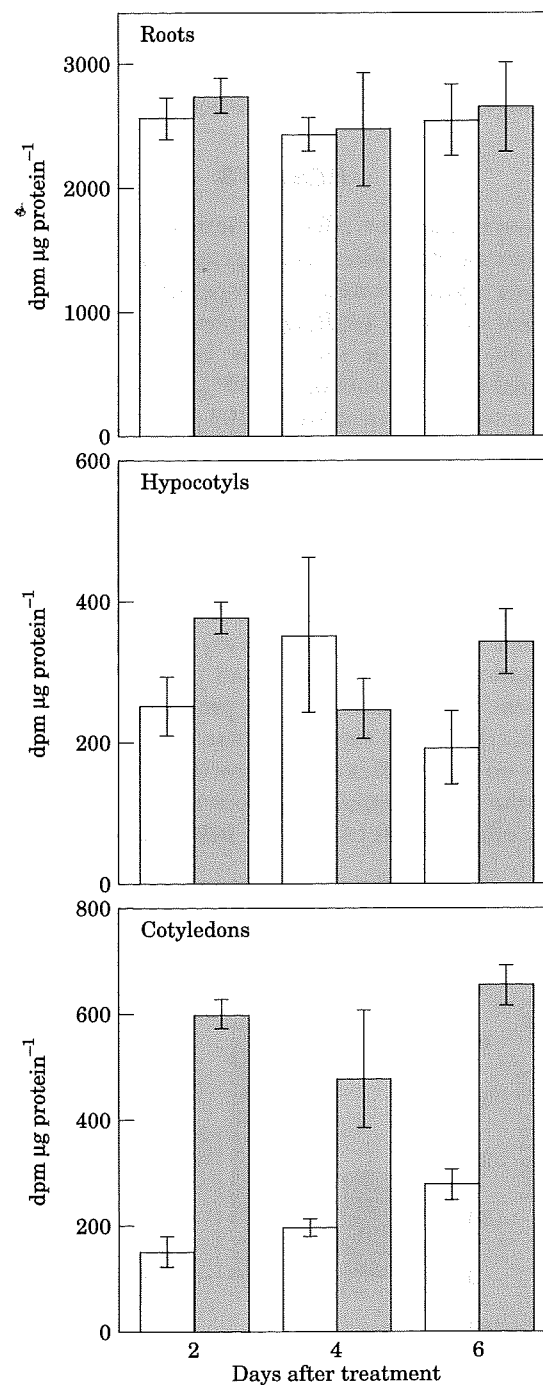 Roots
3000
2000
1000
0
dpm µg protein⁻¹
Hypocotyls
600
400
200
0
dpm µg protein⁻¹
Cotyledons
800
600
400
200
0
dpm µg protein⁻¹
2 4 6
Days after treatment